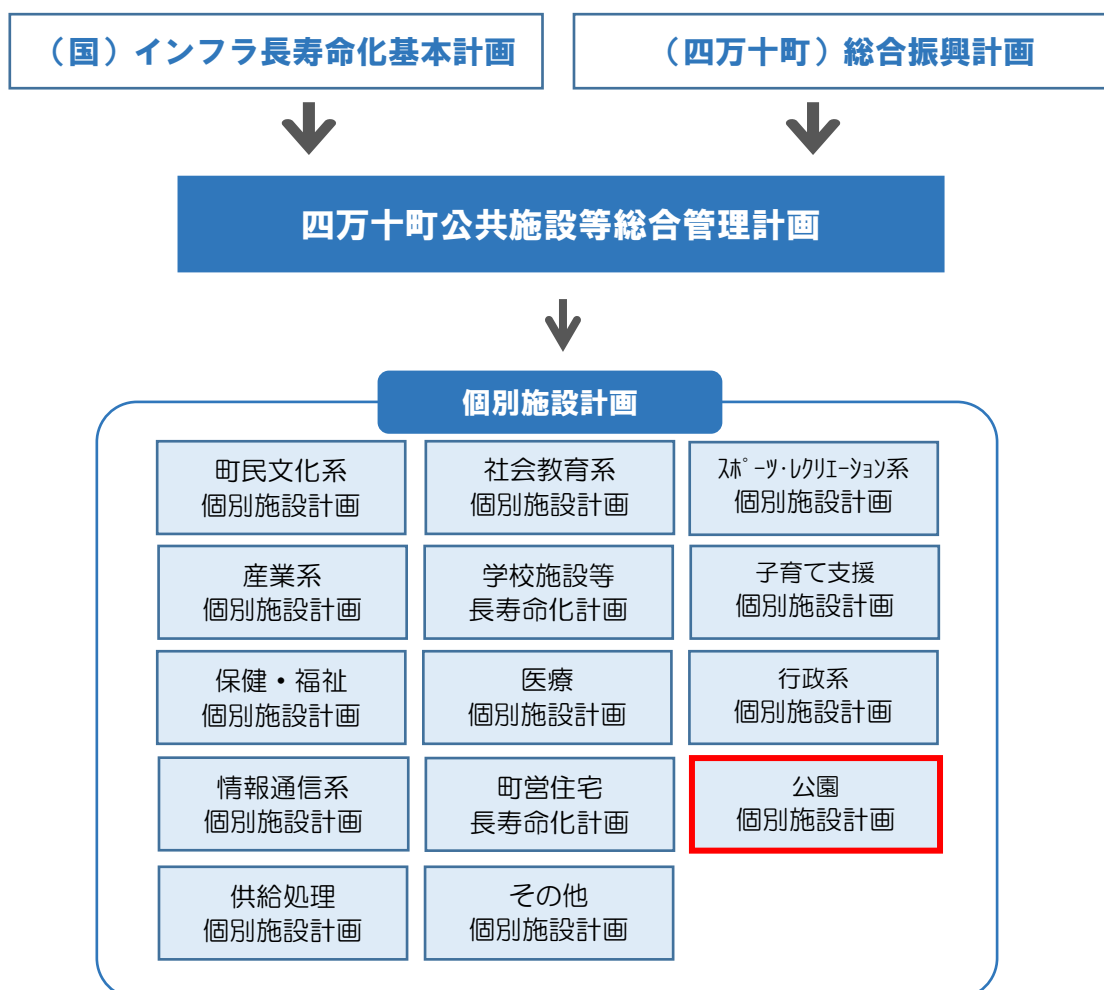 （国）インフラ長寿命化基本計画
（四万十町）総合振興計画
四万十町公共施設等総合管理計画
個別施設計画
町民文化系
個別施設計画
社会教育系
個別施設計画
ｽﾎﾟｰﾂ･ﾚｸﾘｴｰｼｮﾝ系
個別施設計画
産業系
個別施設計画
学校施設等
長寿命化計画
子育て支援
個別施設計画
保健・福祉
個別施設計画
医療
個別施設計画
行政系
個別施設計画
情報通信系
個別施設計画
町営住宅
長寿命化計画
公園
個別施設計画
供給処理
個別施設計画
その他
個別施設計画